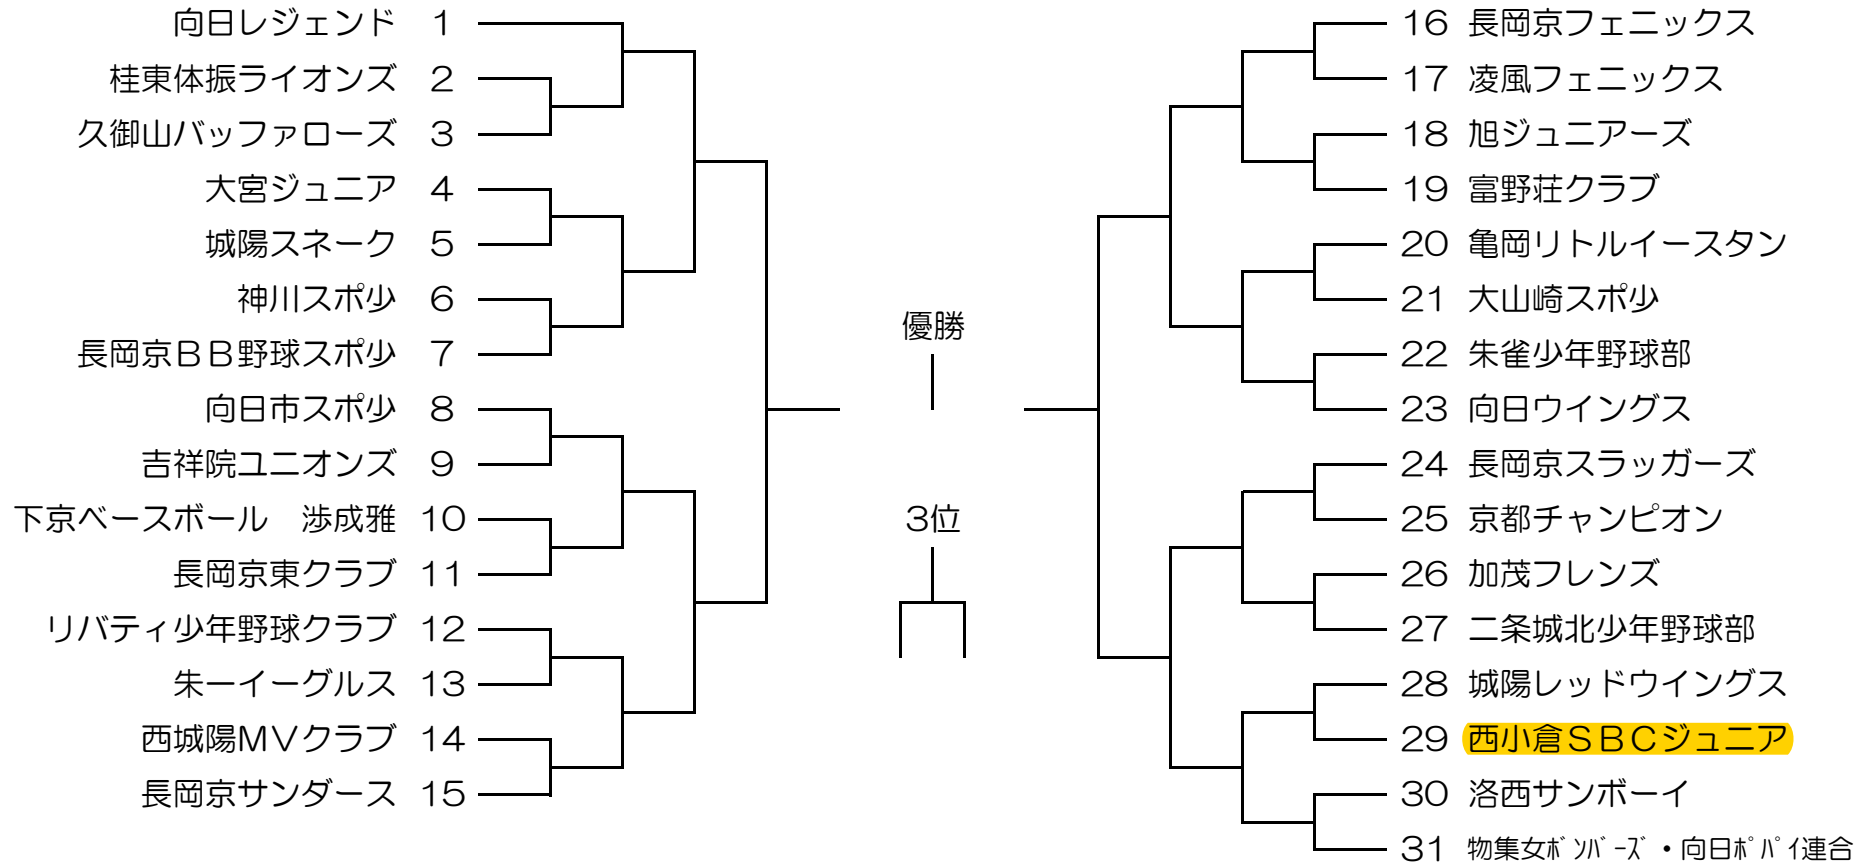 向日レジェンド 1
桂東体振ライオンズ 2
久御山バッファローズ 3
大宮ジュニア 4
城陽スネーク 5
神川スポ少 6
長岡京BB野球スポ少 7
向日市スポ少 8
吉祥院ユニオンズ 9
下京ベースボール　渉成雅 10
長岡京東クラブ 11
リバティ少年野球クラブ 12
朱一イーグルス 13
西城陽MVクラブ 14
長岡京サンダース 15
優勝
3位
16 長岡京フェニックス
17 凌風フェニックス
18 旭ジュニアーズ
19 富野荘クラブ
20 亀岡リトルイースタン
21 大山崎スポ少
22 朱雀少年野球部
23 向日ウイングス
24 長岡京スラッガーズ
25 京都チャンピオン
26 加茂フレンズ
27 二条城北少年野球部
28 城陽レッドウイングス
29 西小倉SBCジュニア
30 洛西サンボーイ
31 物集女ボンバーズ・向日ポパイ連合